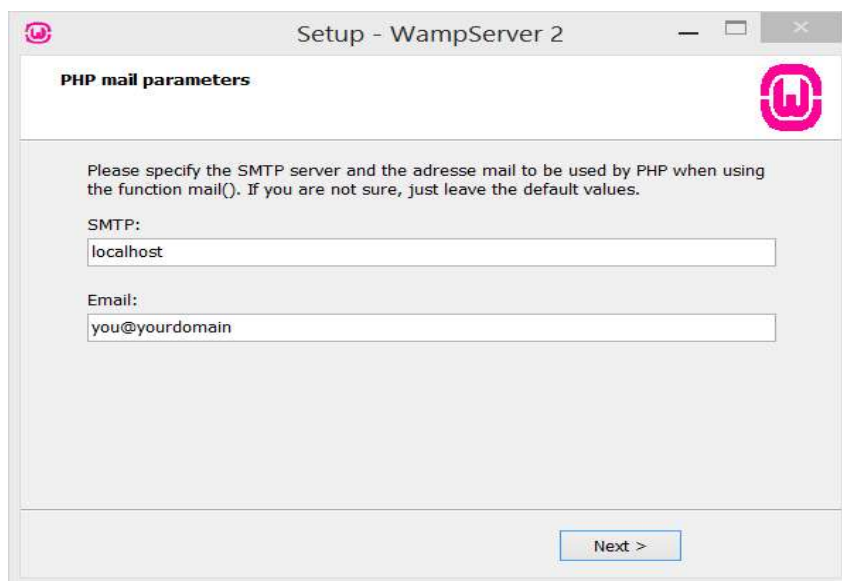 Setup - WampServer 2
PHP mail parameters
Please specify the SMTP server and the adresse mail to be used by PHP when using
the function mail(). If you are not sure, just leave the default values.
SMTP:
localhost
Email:
you@yourdomain
Next >